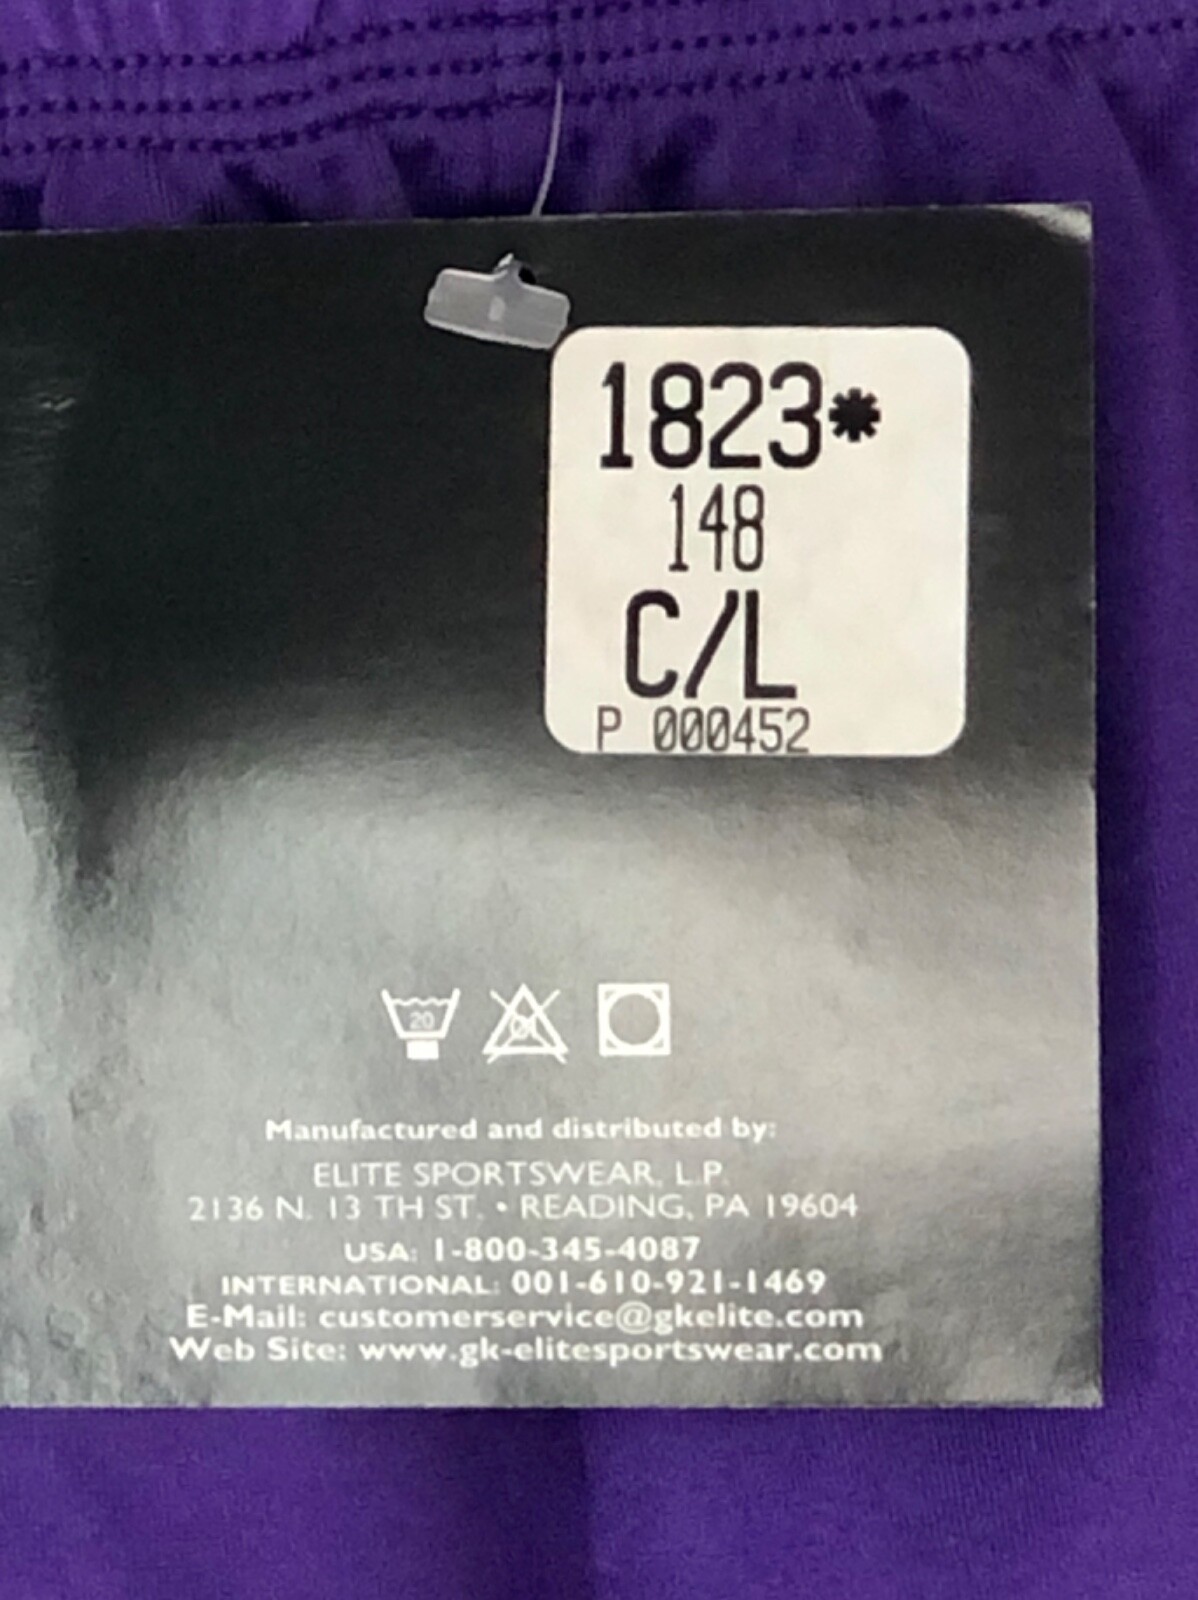 1823*
148
C/L
P 000452
20
Manufactured and distributed by:
ELITE SPORTSWEAR, L.P.
2136 N. 13 TH ST. • READING, PA 19604
USA: 1-800-345-4087
INTERNATIONAL: 001-610-921-1469
E-Mail: customerservice@gkelite.com
Web Site: www.gk-elitesportswear.com